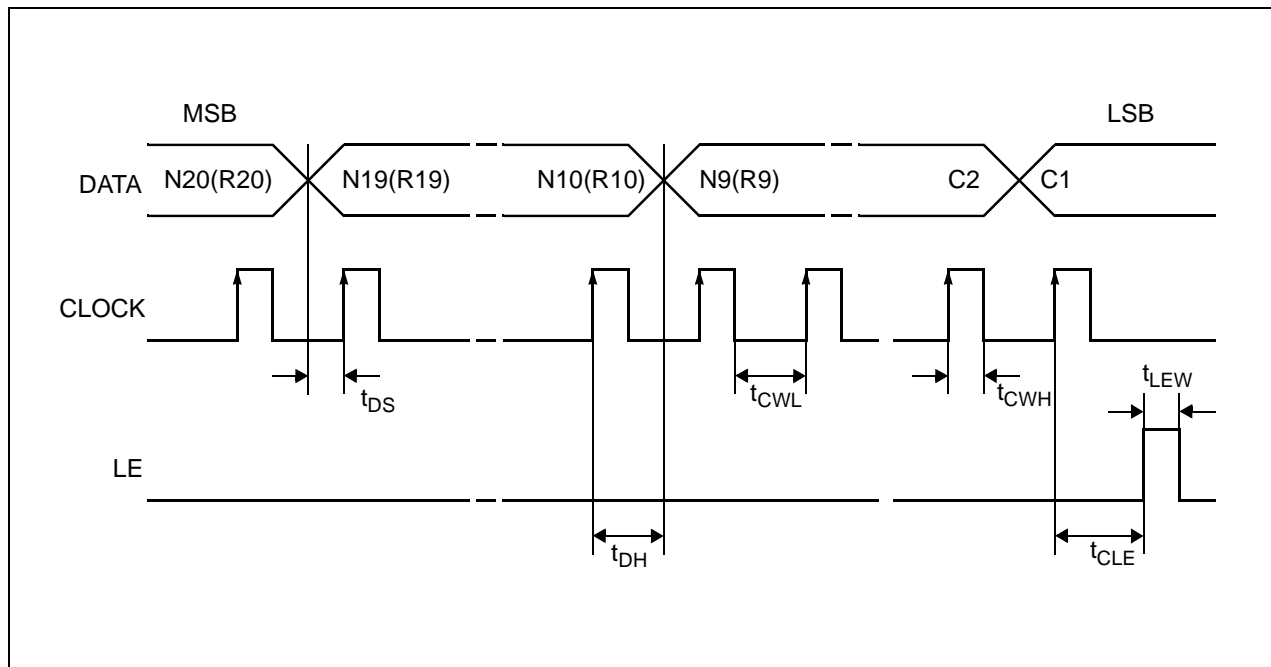 MSB
LSB
DATA
N20(R20)
N19(R19)
N10(R10)
N9(R9)
C2
C1
CLOCK
tDS
tCWL
tCWH
tLEW
LE
tDH
tCLE